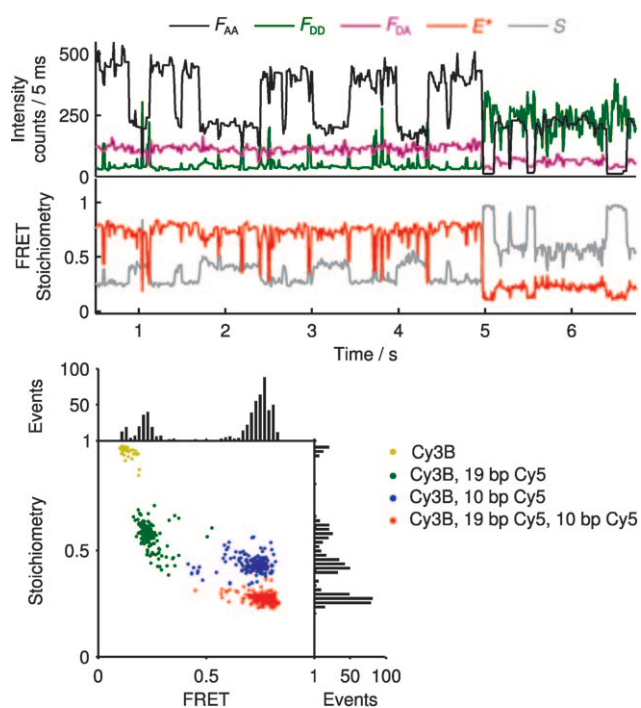 F_AA F_DD F_DA E* S
500
250
0
Intensity
counts / 5 ms
1
0.5
0
FRET
Stoichiometry
1 2 3 4 5 6
Time / s
100
50
1
Events
1
0.5
0
Stoichiometry
Cy3B
Cy3B, 19 bp Cy5
Cy3B, 10 bp Cy5
Cy3B, 19 bp Cy5, 10 bp Cy5
0 0.5 1 50 100
FRET Events